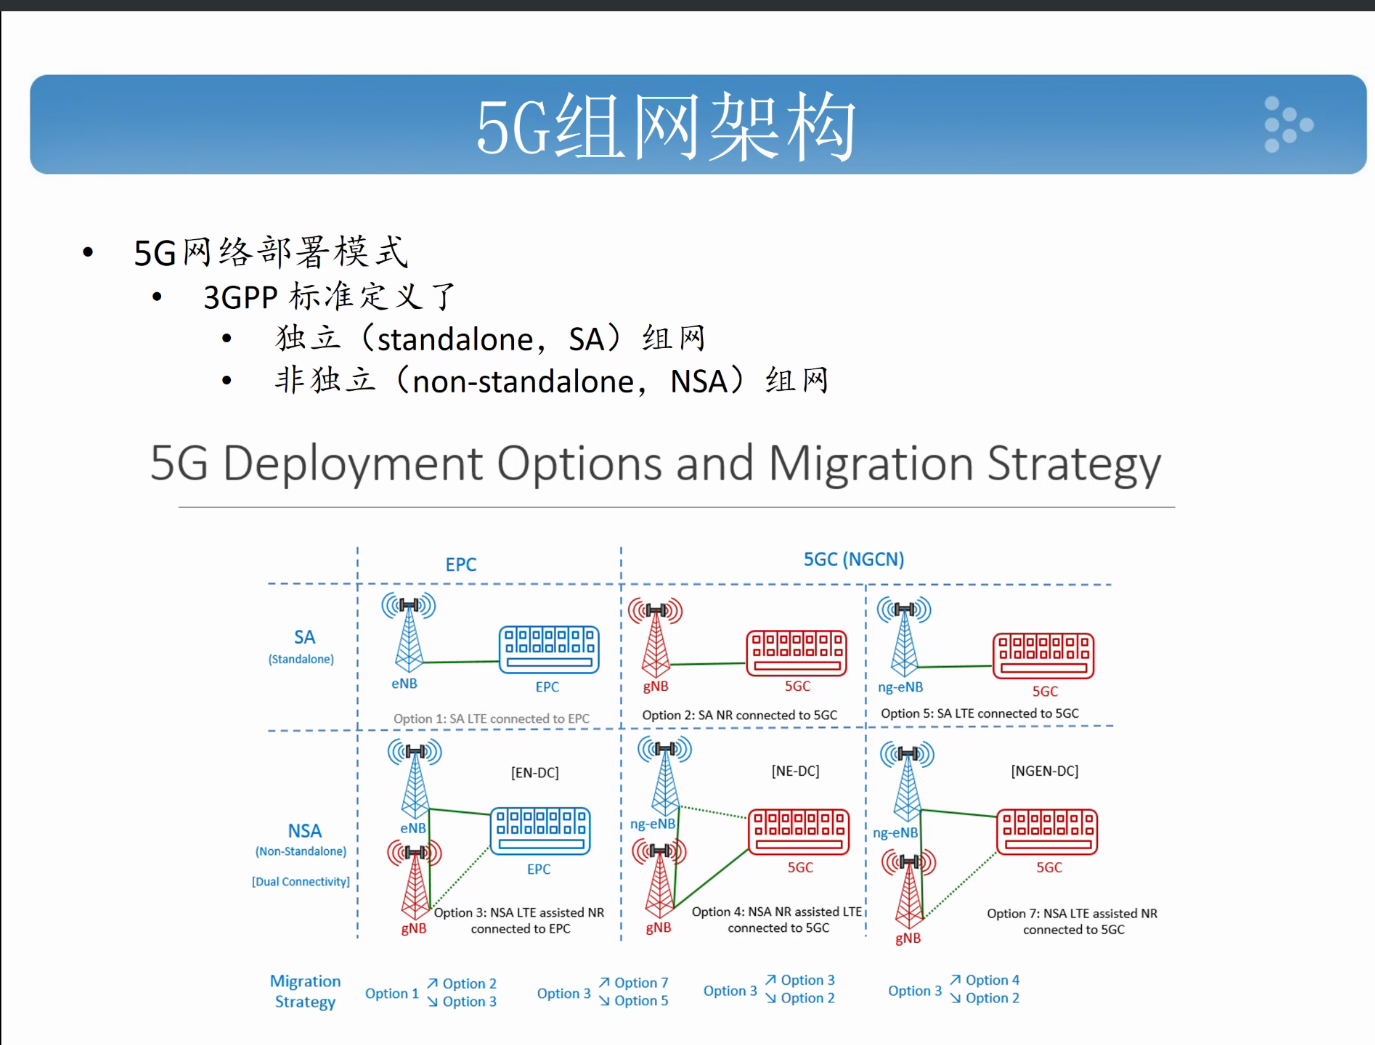 5G组网架构
• 5G网络部署模式
• 3GPP 标准定义了
• 独立（standalone，SA）组网
• 非独立（non-standalone，NSA）组网
5G Deployment Options and Migration Strategy
EPC
5GC (NGCN)
SA
(Standalone)
eNB
EPC
Option 1: SA LTE connected to EPC
gNB
5GC
Option 2: SA NR connected to 5GC
ng-eNB
5GC
Option 5: SA LTE connected to 5GC
NSA
(Non-Standalone)
[Dual Connectivity]
[EN-DC]
eNB
EPC
gNB
Option 3: NSA LTE assisted NR
connected to EPC
[NE-DC]
ng-eNB
5GC
gNB
Option 4: NSA NR assisted LTE
connected to 5GC
[NGEN-DC]
ng-eNB
5GC
gNB
Option 7: NSA LTE assisted NR
connected to 5GC
Migration
Strategy
Option 1 ↗ Option 2
↘ Option 3
Option 3 ↗ Option 7
↘ Option 5
Option 3 ↗ Option 3
↘ Option 2
Option 3 ↗ Option 4
↘ Option 2